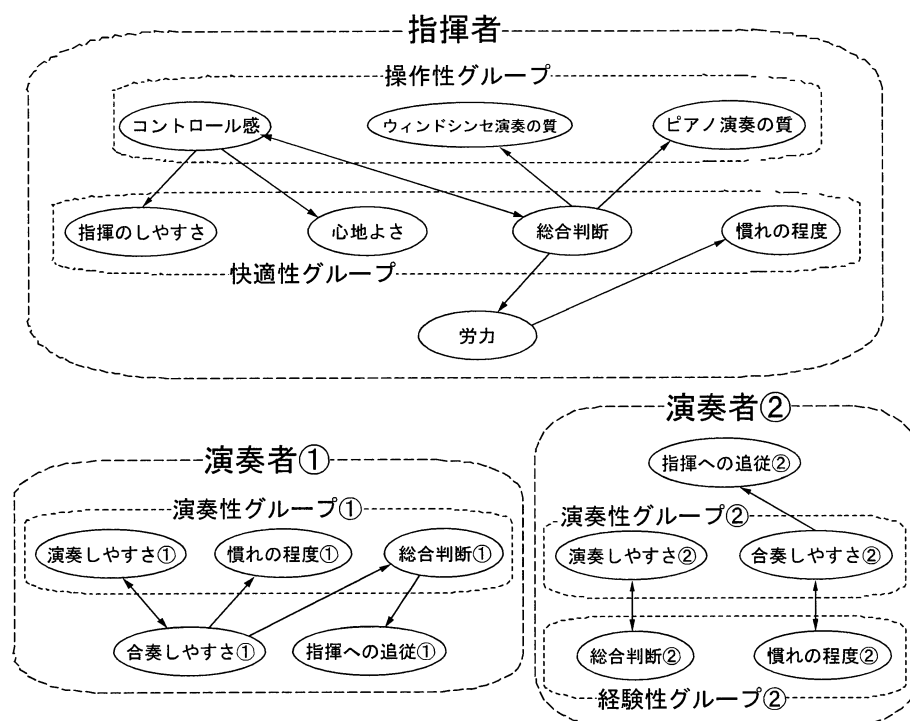 指揮者
操作性グループ
コントロール感
ウィンドシンセ演奏の質
ピアノ演奏の質
指揮のしやすさ
心地よさ
総合判断
慣れの程度
快適性グループ
労力
演奏者①
演奏性グループ①
演奏しやすさ①
慣れの程度①
総合判断①
合奏しやすさ①
指揮への追従①
演奏者②
指揮への追従②
演奏性グループ②
演奏しやすさ②
合奏しやすさ②
総合判断②
慣れの程度②
経験性グループ②